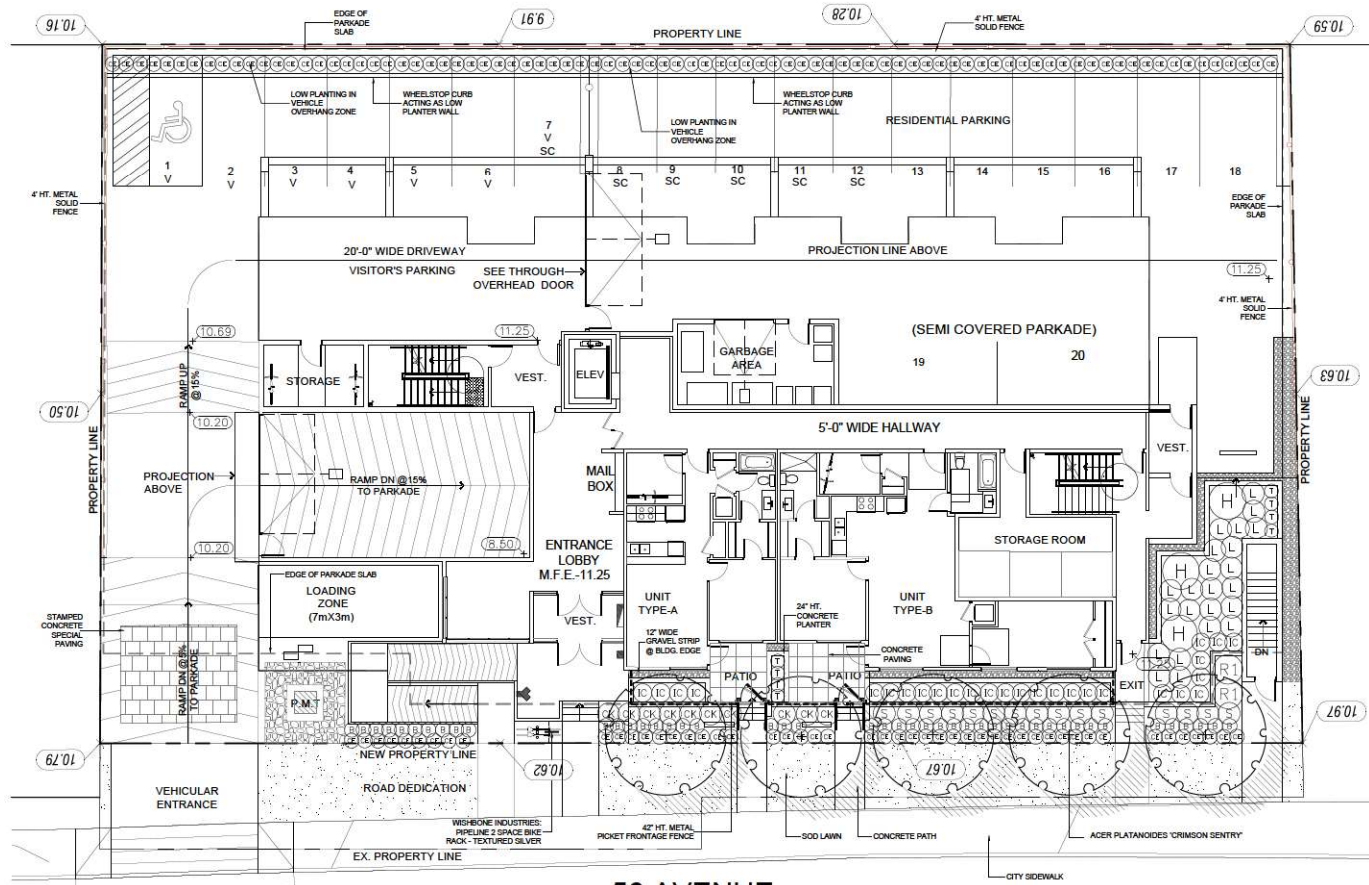 10.16
EDGE OF
PARKADE
SLAB
9.91
PROPERTY LINE
10.28
4' HT. METAL
SOLID FENCE
10.59
LOW PLANTING IN
VEHICLE
OVERHANG ZONE
WHEELSTOP CURB
ACTING AS LOW
PLANTER WALL
LOW PLANTING IN
VEHICLE
OVERHANG ZONE
WHEELSTOP CURB
ACTING AS LOW
PLANTER WALL
RESIDENTIAL PARKING
1
V
2
V
3
V
4
V
5
V
6
V
7
V
SC
8
SC
9
SC
10
SC
11
SC
12
SC
13
14
15
16
17
18
4' HT. METAL
SOLID
FENCE
EDGE OF
PARKADE
SLAB
20'-0" WIDE DRIVEWAY
VISITOR'S PARKING
SEE THROUGH
OVERHEAD DOOR
PROJECTION LINE ABOVE
11.25
4' HT. METAL
SOLID
FENCE
10.69
11.25
(SEMI COVERED PARKADE)
19
20
GARBAGE
AREA
STORAGE
VEST.
ELEV
RAMP UP
@15%
10.50
10.63
10.20
PROPERTY LINE
PROPERTY LINE
5'-0" WIDE HALLWAY
VEST.
PROJECTION
ABOVE
RAMP DN @15%
TO PARKADE
MAIL
BOX
8.50
10.20
ENTRANCE
LOBBY
M.F.E.-11.25
STORAGE ROOM
EDGE OF PARKADE SLAB
LOADING
ZONE
(7mX3m)
UNIT
TYPE-A
24" HT.
CONCRETE
PLANTER
UNIT
TYPE-B
STAMPED
CONCRETE
SPECIAL
PAVING
VEST.
12" WIDE
GRAVEL STRIP
@ BLDG. EDGE
CONCRETE
PAVING
RAMP DN @5%
TO PARKADE
PATIO
PATIO
EXIT
DN
P.M.T
H
H
H
R1
R1
10.97
10.79
NEW PROPERTY LINE
10.62
10.67
VEHICULAR
ENTRANCE
ROAD DEDICATION
WISHBONE INDUSTRIES:
PIPELINE 2 SPACE BIKE
RACK - TEXTURED SILVER
42" HT. METAL
PICKET FRONTAGE FENCE
SOD LAWN
CONCRETE PATH
ACER PLATANOIDES 'CRIMSON SENTRY'
EX. PROPERTY LINE
CITY SIDEWALK